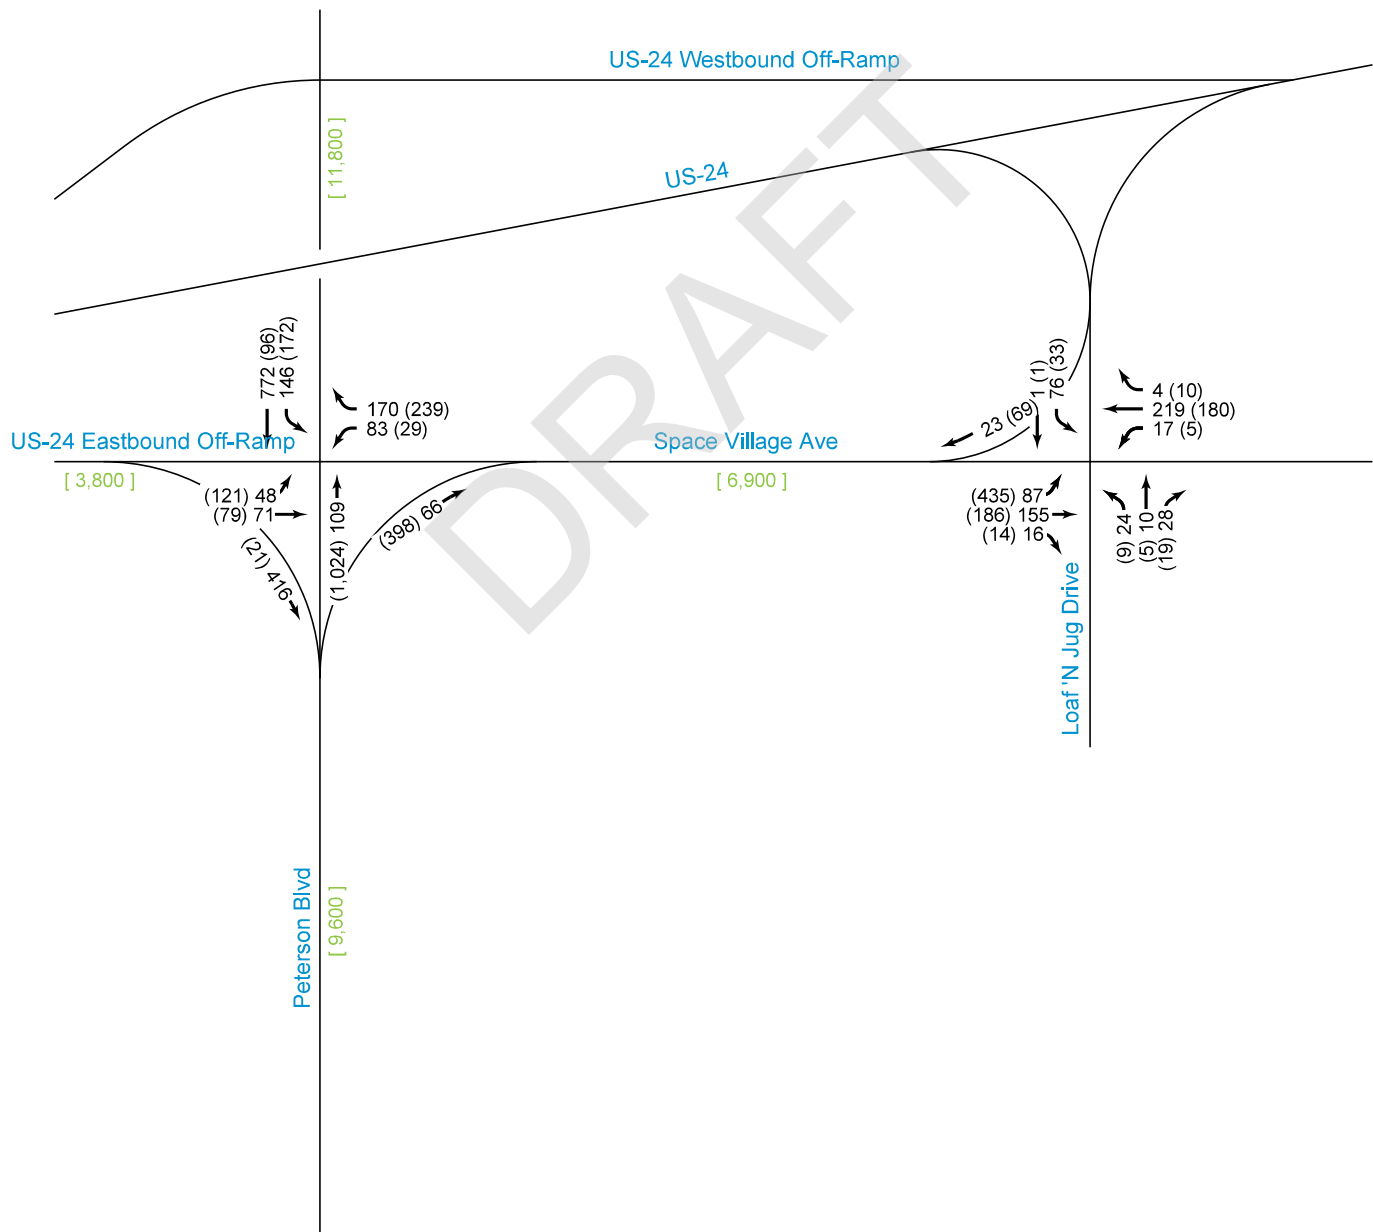 US-24 Westbound Off-Ramp
[ 11,800 ]
US-24
DRAFT
772 (96)
146 (172)
170 (239)
83 (29)
US-24 Eastbound Off-Ramp
Space Village Ave
23 (69)
1 (1)
76 (33)
4 (10)
219 (180)
17 (5)
[ 3,800 ]
[ 6,900 ]
(121) 48
(79) 71
(21) 416
(1,024) 109
(398) 66
(435) 87
(186) 155
(14) 16
(9) 24
(5) 10
(19) 28
Loaf 'N Jug Drive
Peterson Blvd
[ 9,600 ]